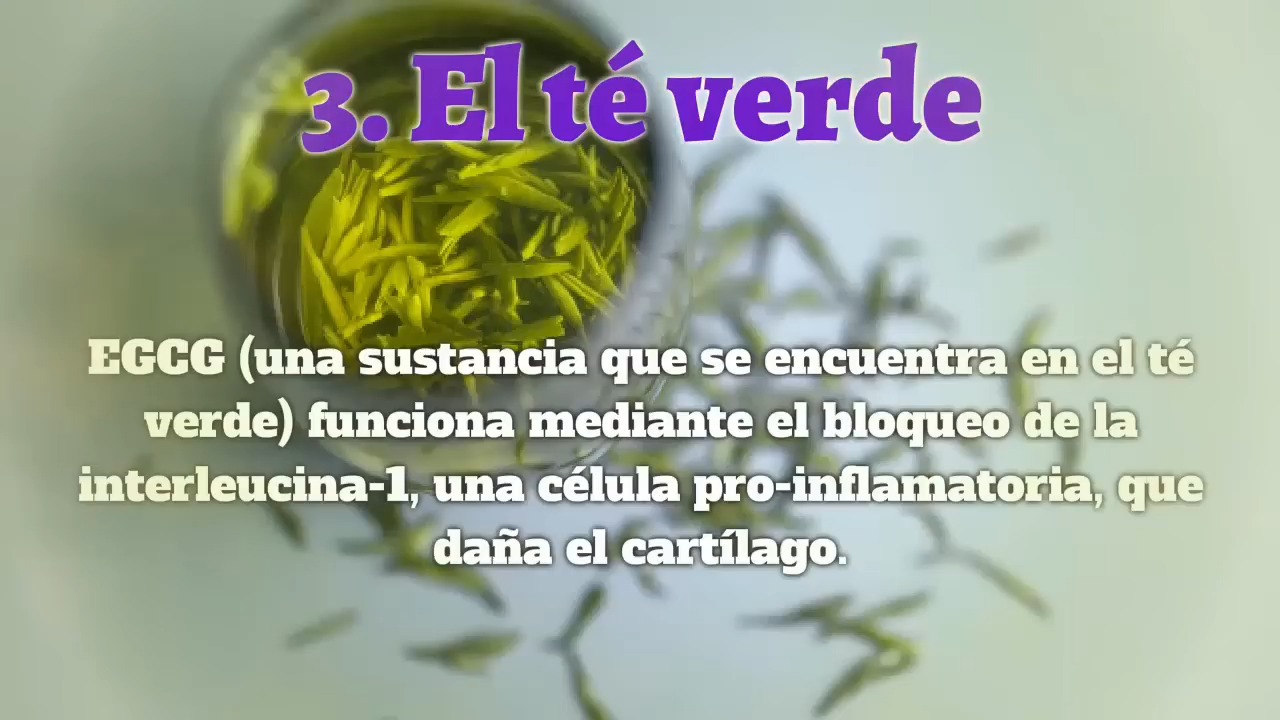 3. El té verde
EGCG (una sustancia que se encuentra en el té
verde) funciona mediante el bloqueo de la
interleucina-1, una célula pro-inflamatoria, que
daña el cartílago.